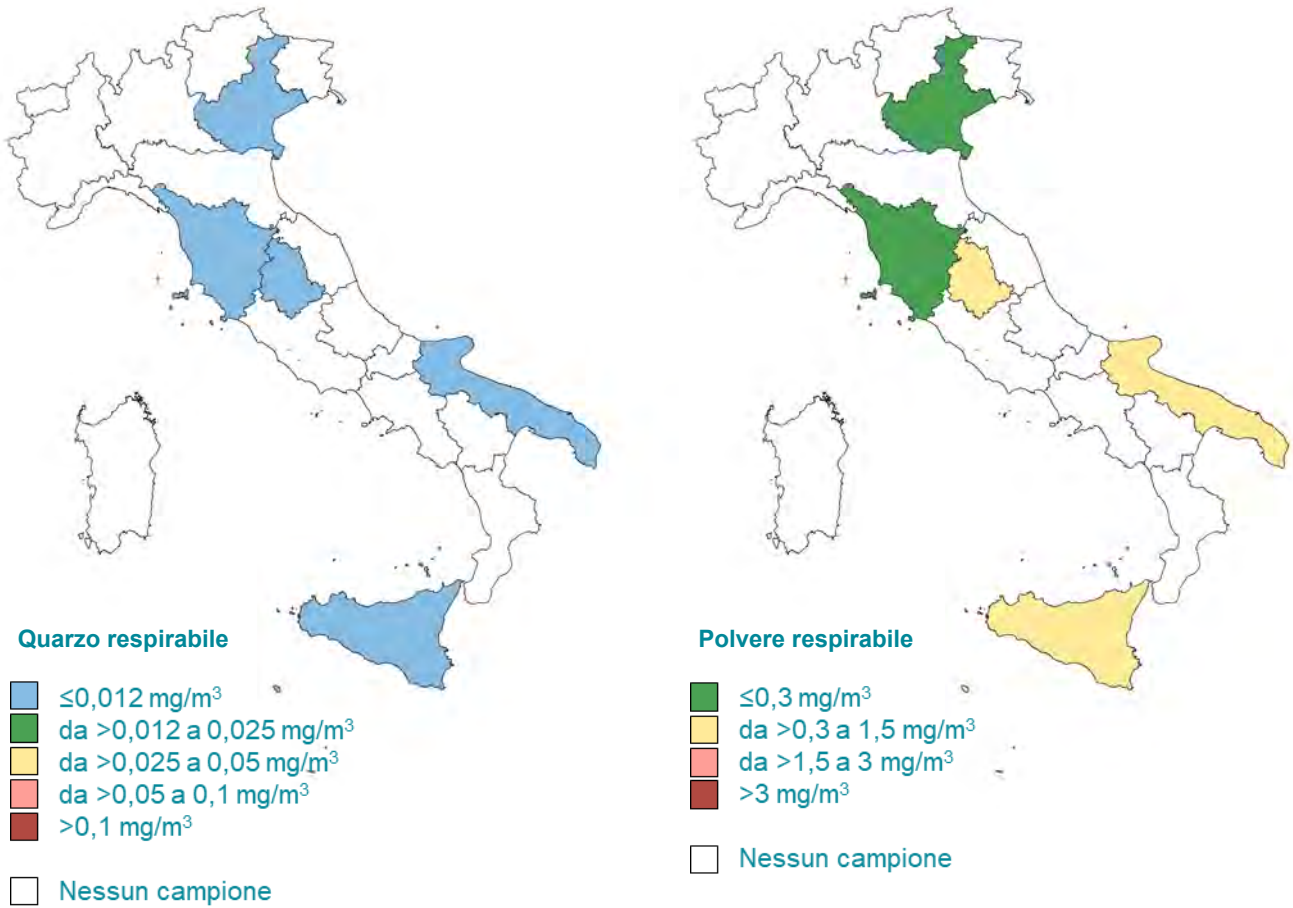 Quarzo respirabile
≤0,012 mg/m³
da >0,012 a 0,025 mg/m³
da >0,025 a 0,05 mg/m³
da >0,05 a 0,1 mg/m³
>0,1 mg/m³
Nessun campione
Polvere respirabile
≤0,3 mg/m³
da >0,3 a 1,5 mg/m³
da >1,5 a 3 mg/m³
>3 mg/m³
Nessun campione